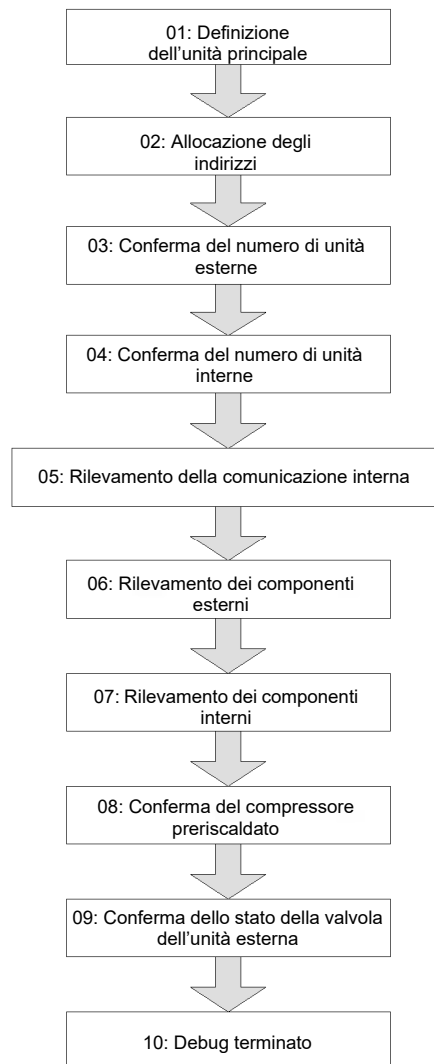 01: Definizione
dell'unità principale
02: Allocazione degli
indirizzi
03: Conferma del numero di unità
esterne
04: Conferma del numero di unità
interne
05: Rilevamento della comunicazione interna
06: Rilevamento dei componenti
esterni
07: Rilevamento dei componenti
interni
08: Conferma del compressore
preriscaldato
09: Conferma dello stato della valvola
dell'unità esterna
10: Debug terminato